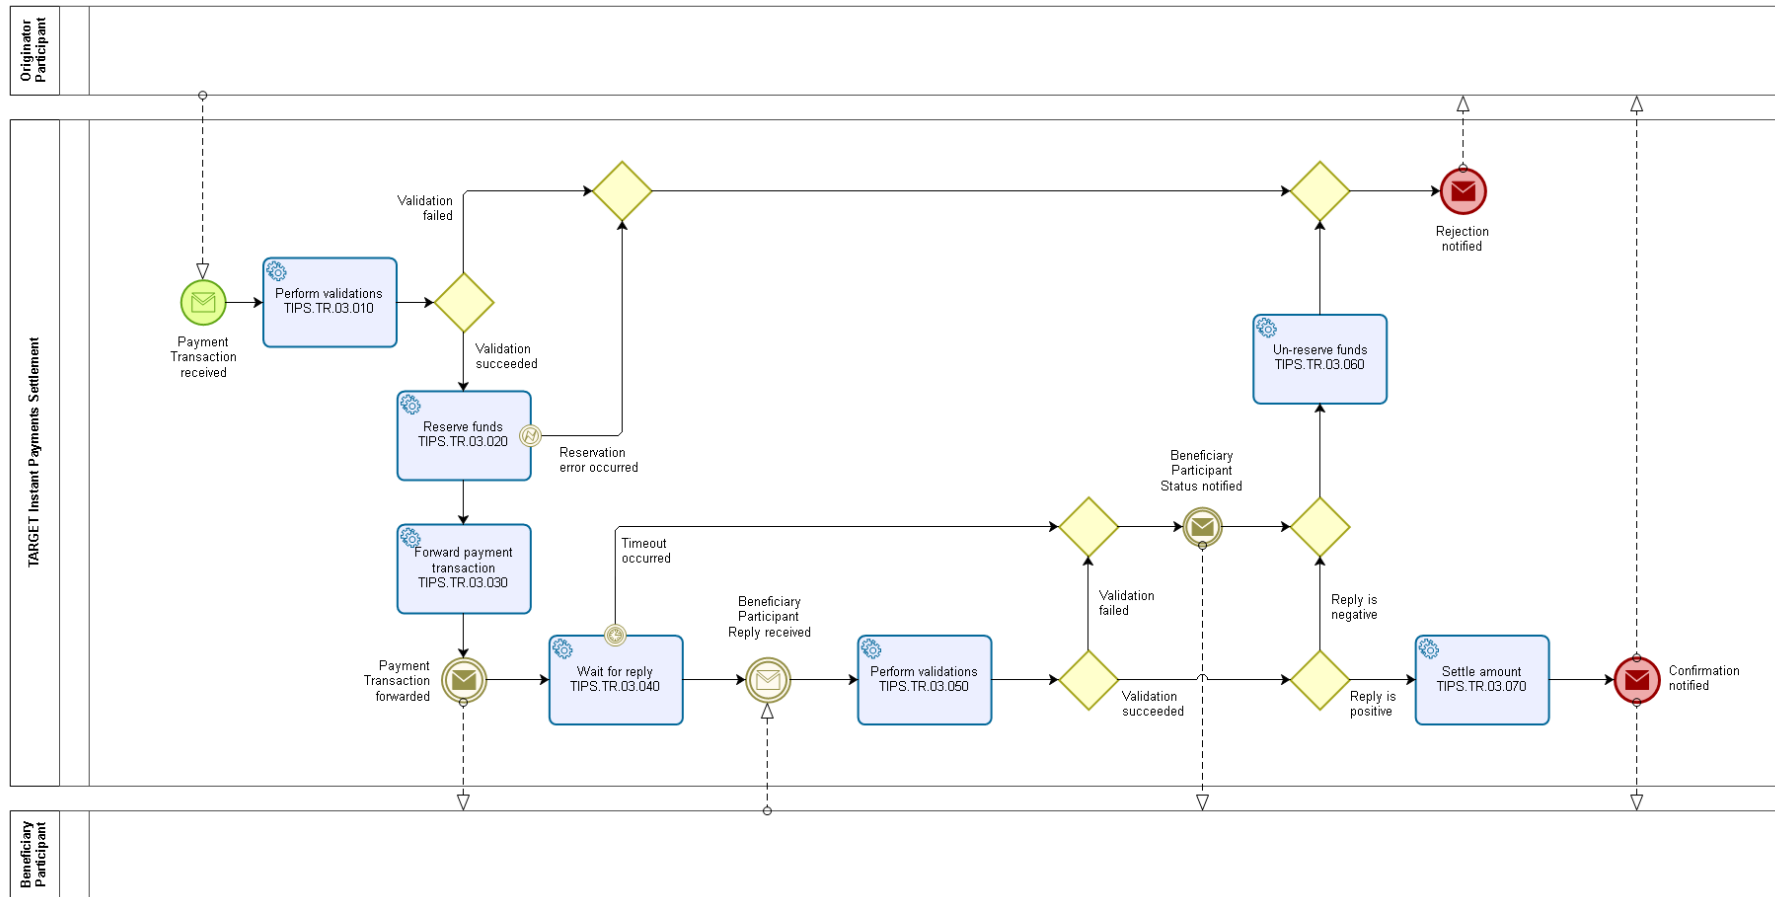 Originator
Participant
TARGET Instant Payments Settlement
Validation
failed
Rejection
notified
Perform validations
TIPS.TR.03.010
Payment
Transaction
received
Validation
succeeded
Un-reserve funds
TIPS.TR.03.060
Reserve funds
TIPS.TR.03.020
Reservation
error occurred
Beneficiary
Participant
Status notified
Forward payment
transaction
TIPS.TR.03.030
Timeout
occurred
Beneficiary
Participant
Reply received
Validation
failed
Reply is
negative
Payment
Transaction
forwarded
Wait for reply
TIPS.TR.03.040
Perform validations
TIPS.TR.03.050
Validation
succeeded
Reply is
positive
Settle amount
TIPS.TR.03.070
Confirmation
notified
Beneficiary
Participant